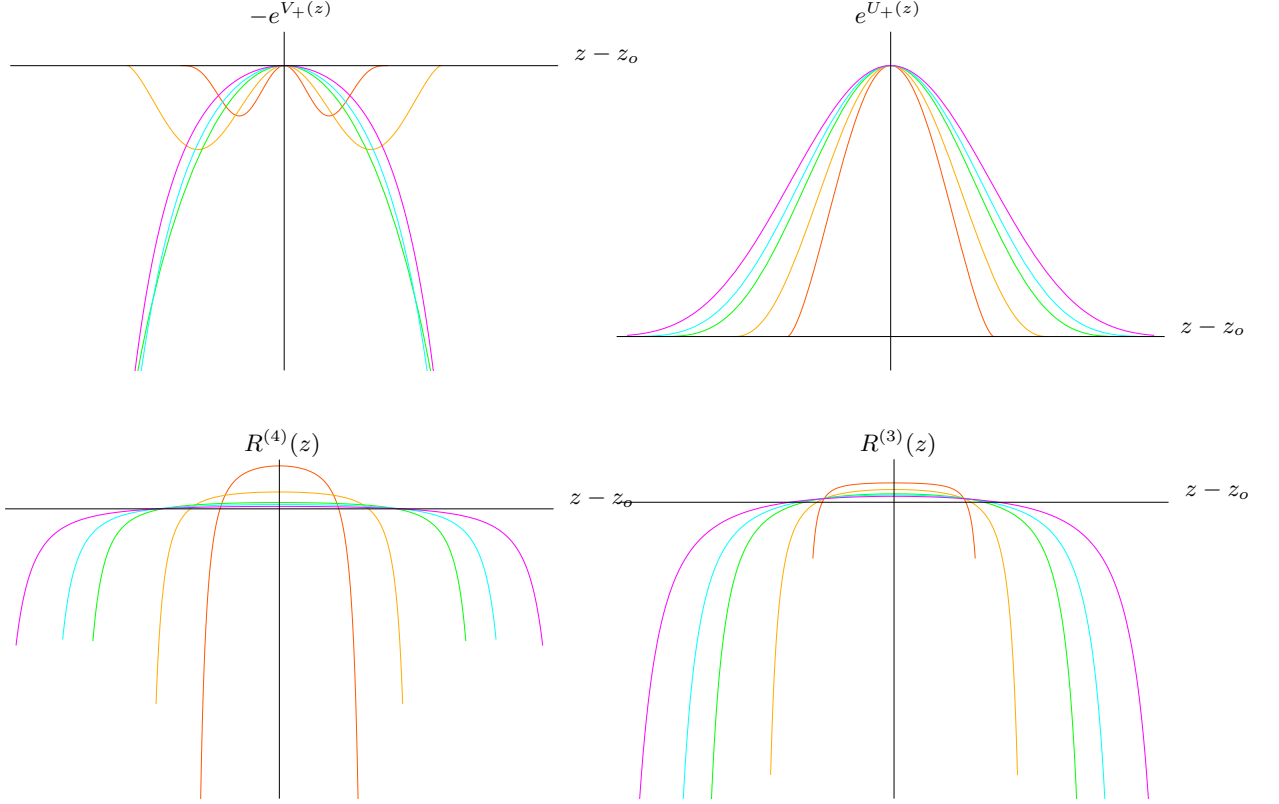 −e^{V_+(z)}
e^{U_+(z)}
z − z_o
z − z_o
R^{(4)}(z)
R^{(3)}(z)
z − z_o
z − z_o